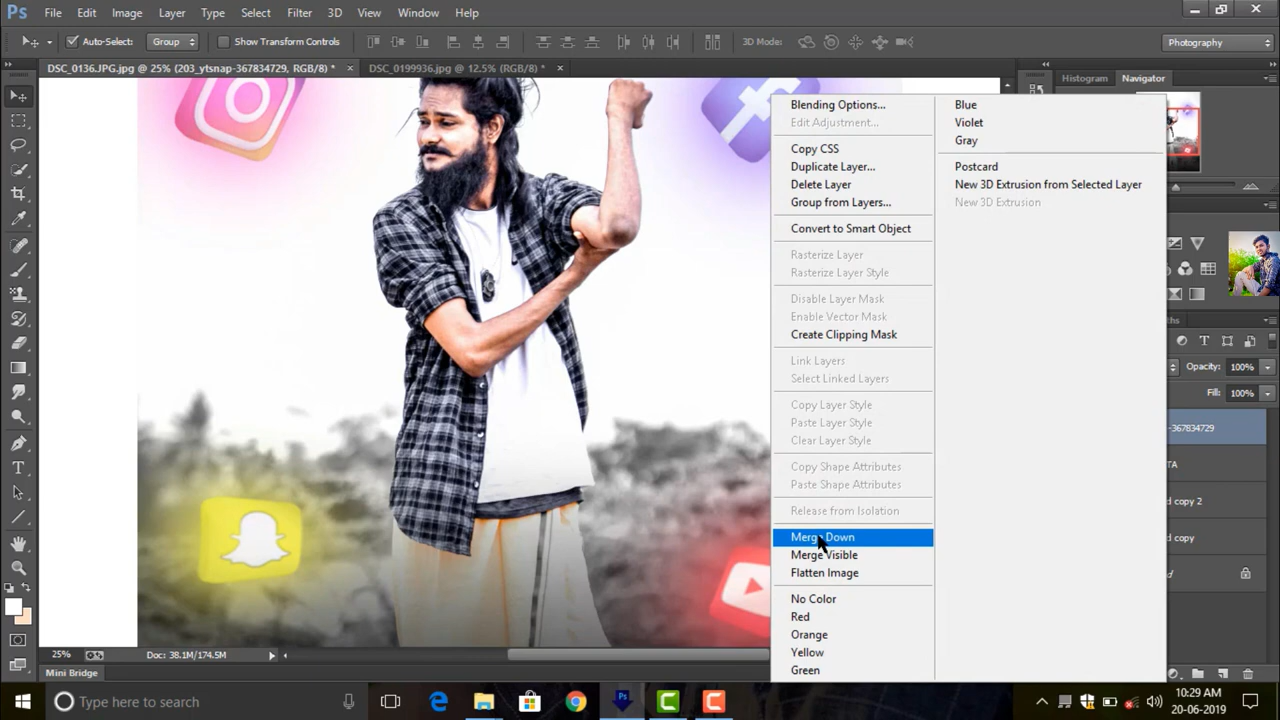 Ps File Edit Image Layer Type Select Filter 3D View Window Help
Auto-Select: Group Show Transform Controls 3D Mode: Photography
DSC_0136.JPG.jpg @ 25% (203_ytsnap-367834729, RGB/8) * × DSC_0199936.jpg @ 12.5% (RGB/8) * × Histogram Navigator
Blending Options...
Edit Adjustment...
Copy CSS
Duplicate Layer...
Delete Layer
Group from Layers...
Convert to Smart Object
Rasterize Layer
Rasterize Layer Style
Disable Layer Mask
Enable Vector Mask
Create Clipping Mask
Link Layers
Select Linked Layers
Copy Layer Style
Paste Layer Style
Clear Layer Style
Copy Shape Attributes
Paste Shape Attributes
Release from Isolation
Merge Down
Merge Visible
Flatten Image
No Color
Red
Orange
Yellow
Green
Blue
Violet
Gray
Postcard
New 3D Extrusion from Selected Layer
New 3D Extrusion
ths
Opacity: 100%
Fill: 100%
-367834729
TA
d copy 2
d copy
d
25% Doc: 38.1M/174.5M
Mini Bridge
Type here to search
10:29 AM
20-06-2019